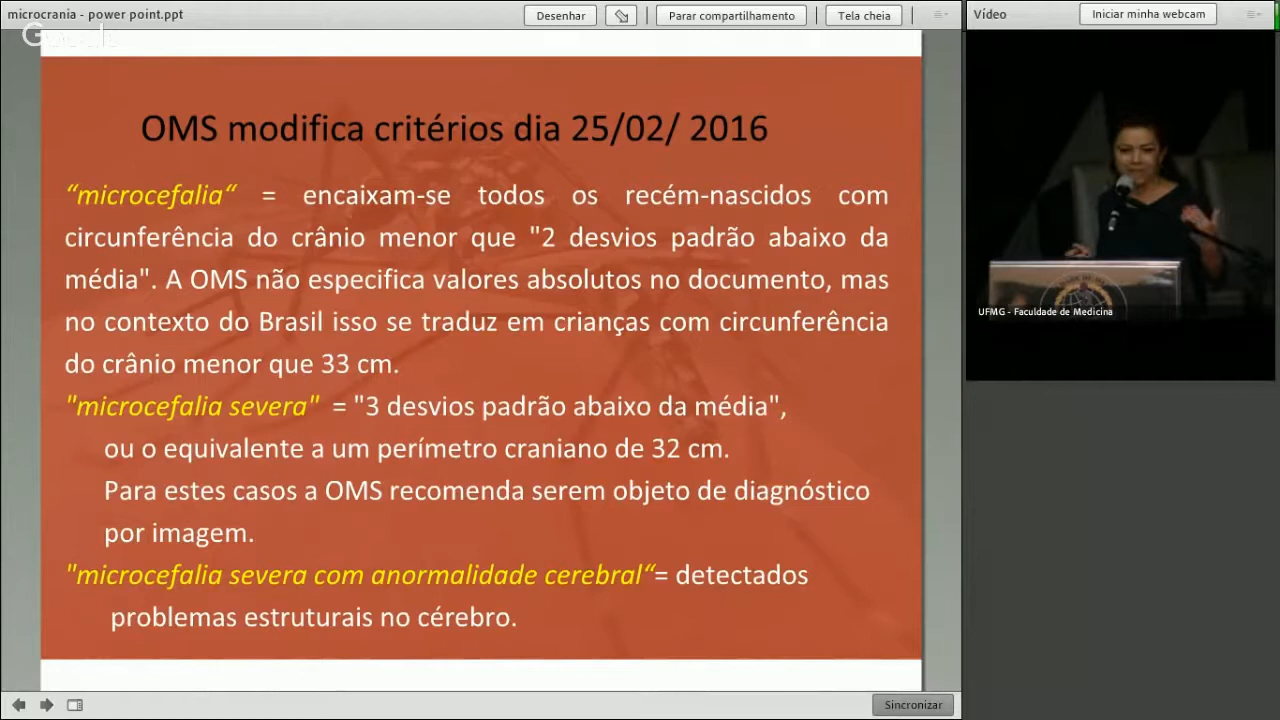 microcrania - power point.ppt
Desenhar
Parar compartilhamento
Tela cheia
Vídeo
Iniciar minha webcam
OMS modifica critérios dia 25/02/ 2016
“microcefalia“ = encaixam-se todos os recém-nascidos com
circunferência do crânio menor que "2 desvios padrão abaixo da
média". A OMS não especifica valores absolutos no documento, mas
no contexto do Brasil isso se traduz em crianças com circunferência
do crânio menor que 33 cm.
"microcefalia severa" = "3 desvios padrão abaixo da média",
ou o equivalente a um perímetro craniano de 32 cm.
Para estes casos a OMS recomenda serem objeto de diagnóstico
por imagem.
"microcefalia severa com anormalidade cerebral“= detectados
problemas estruturais no cérebro.
UFMG - Faculdade de Medicina
Sincronizar